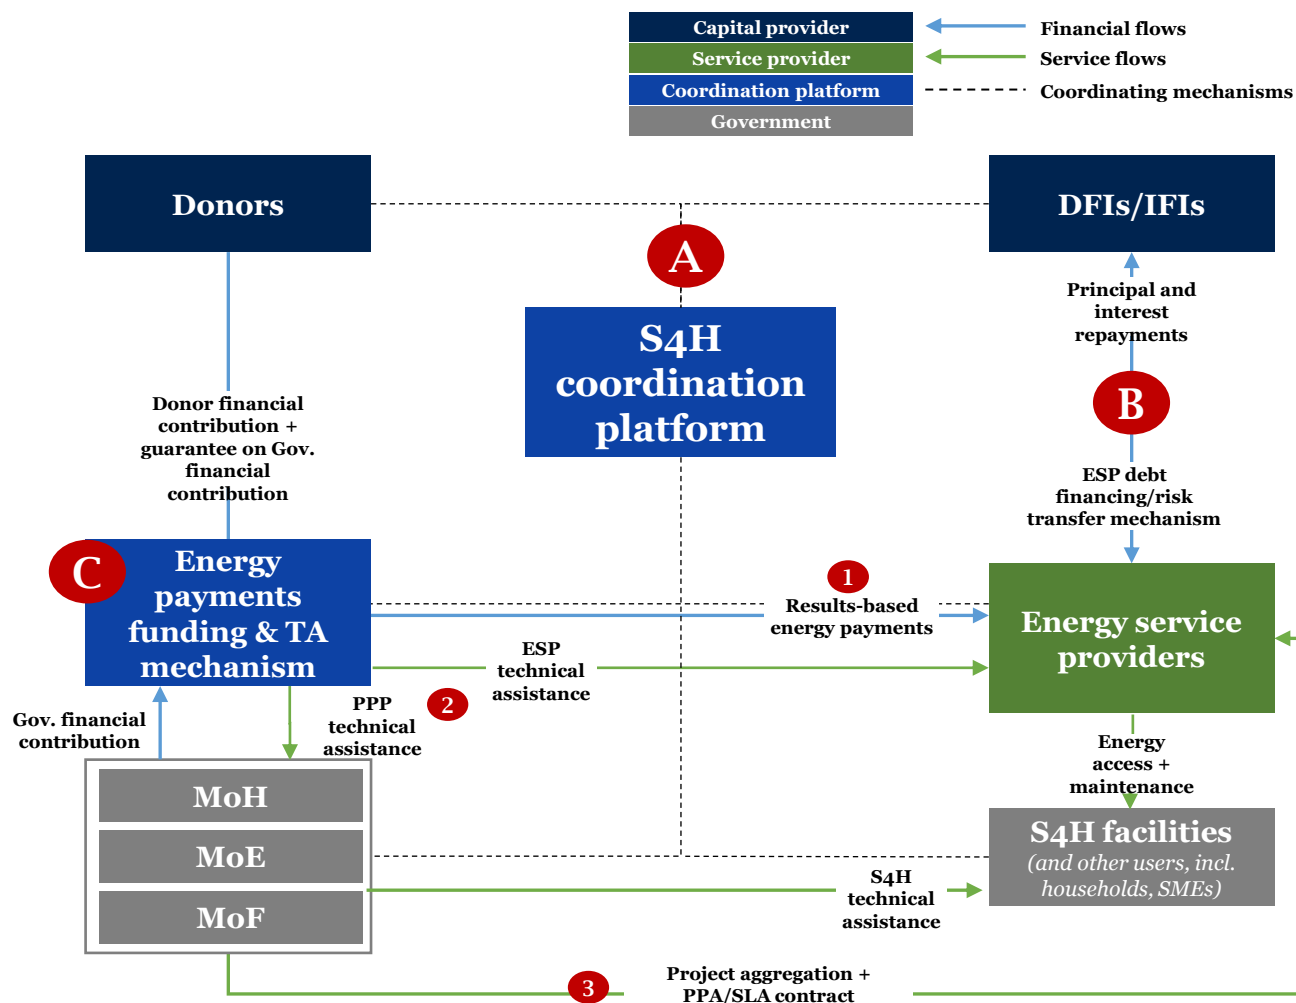 Capital provider
Service provider
Coordination platform
Government
Financial flows
Service flows
Coordinating mechanisms
Donors
DFIs/IFIs
A
S4H
coordination
platform
Principal and
interest
repayments
B
ESP debt
financing/risk
transfer mechanism
Donor financial
contribution +
guarantee on Gov.
financial
contribution
C
Energy
payments
funding & TA
mechanism
1
Results-based
energy payments
ESP
technical
assistance
Energy service
providers
Gov. financial
contribution
PPP
technical
assistance
2
Energy
access +
maintenance
MoH
MoE
MoF
S4H facilities
(and other users, incl.
households, SMEs)
S4H
technical
assistance
3
Project aggregation +
PPA/SLA contract